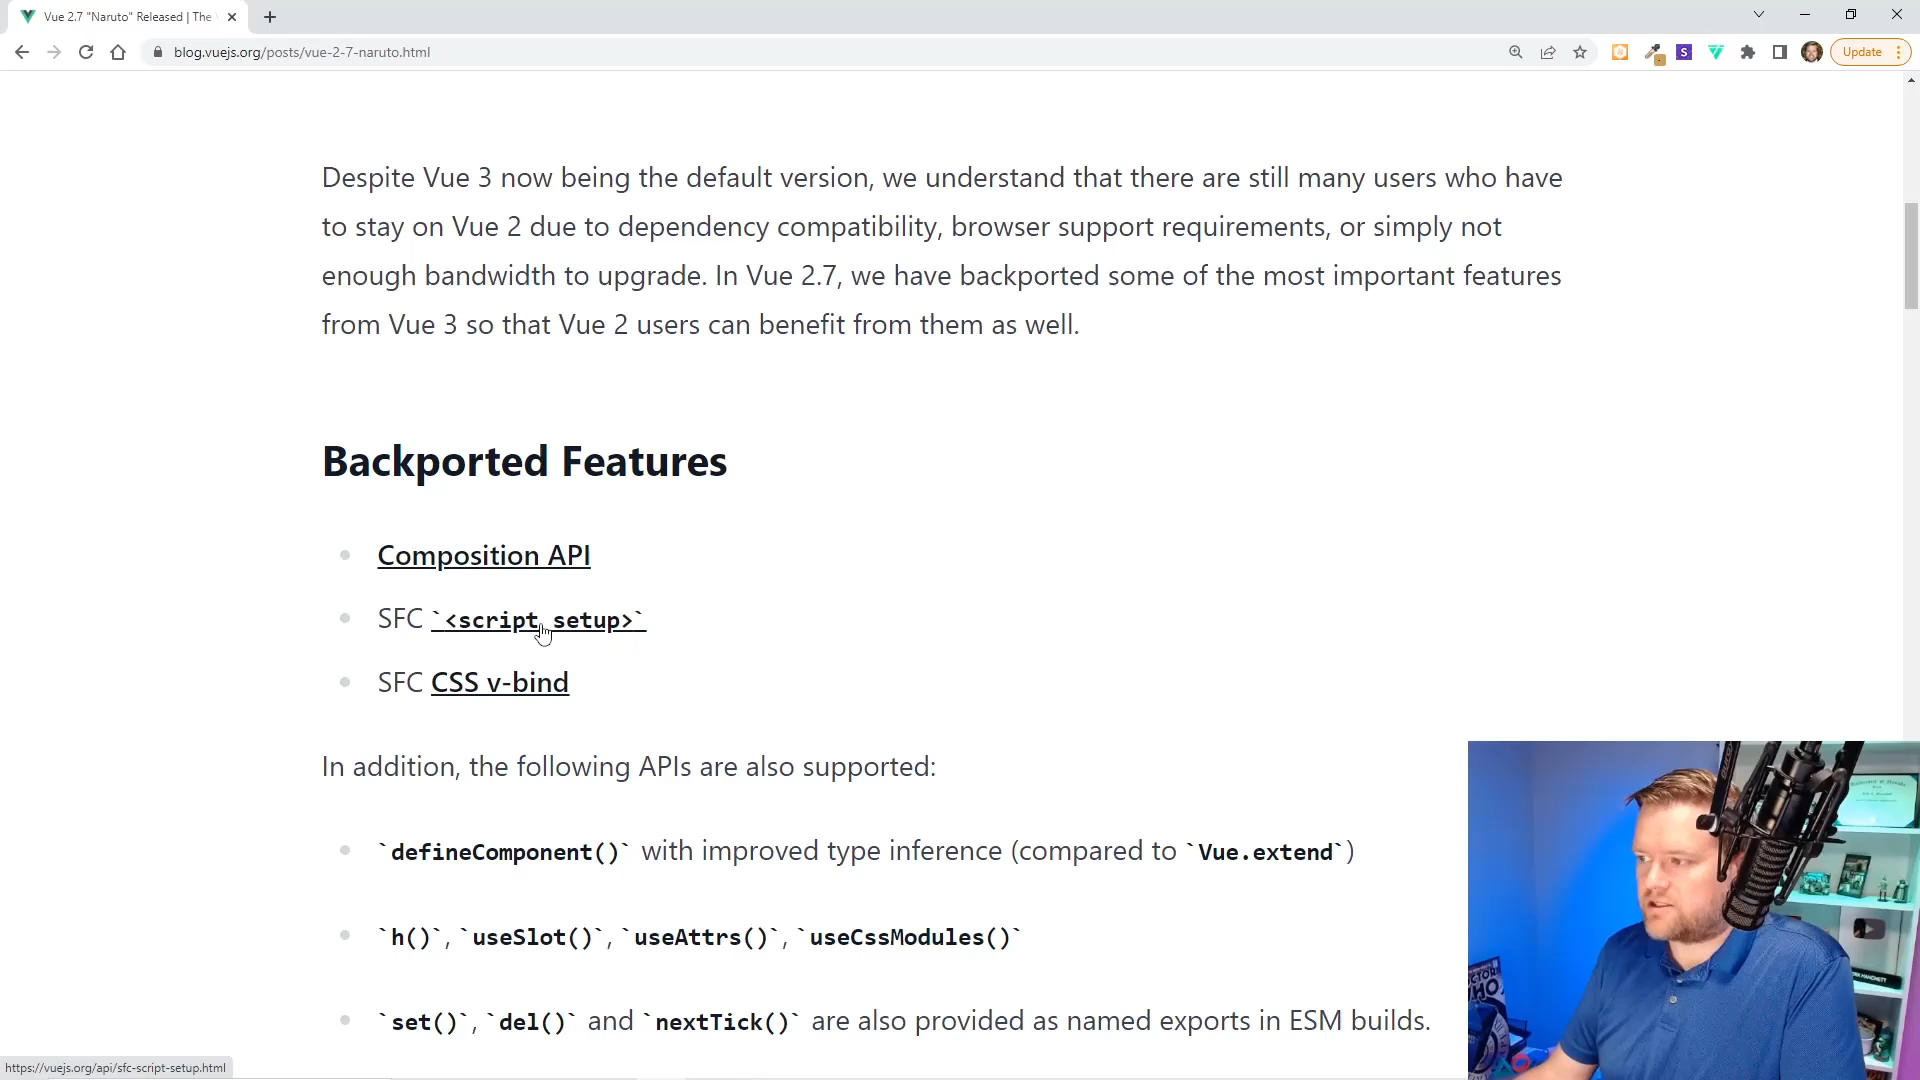 Vue 2.7 "Naruto" Released | The
blog.vuejs.org/posts/vue-2-7-naruto.html
S
Update
Despite Vue 3 now being the default version, we understand that there are still many users who have
to stay on Vue 2 due to dependency compatibility, browser support requirements, or simply not
enough bandwidth to upgrade. In Vue 2.7, we have backported some of the most important features
from Vue 3 so that Vue 2 users can benefit from them as well.
Backported Features
Composition API
SFC `<script setup>`
SFC CSS v-bind
In addition, the following APIs are also supported:
`defineComponent()` with improved type inference (compared to `Vue.extend`)
`h()`, `useSlot()`, `useAttrs()`, `useCssModules()`
`set()`, `del()` and `nextTick()` are also provided as named exports in ESM builds.
https://vuejs.org/api/sfc-script-setup.html